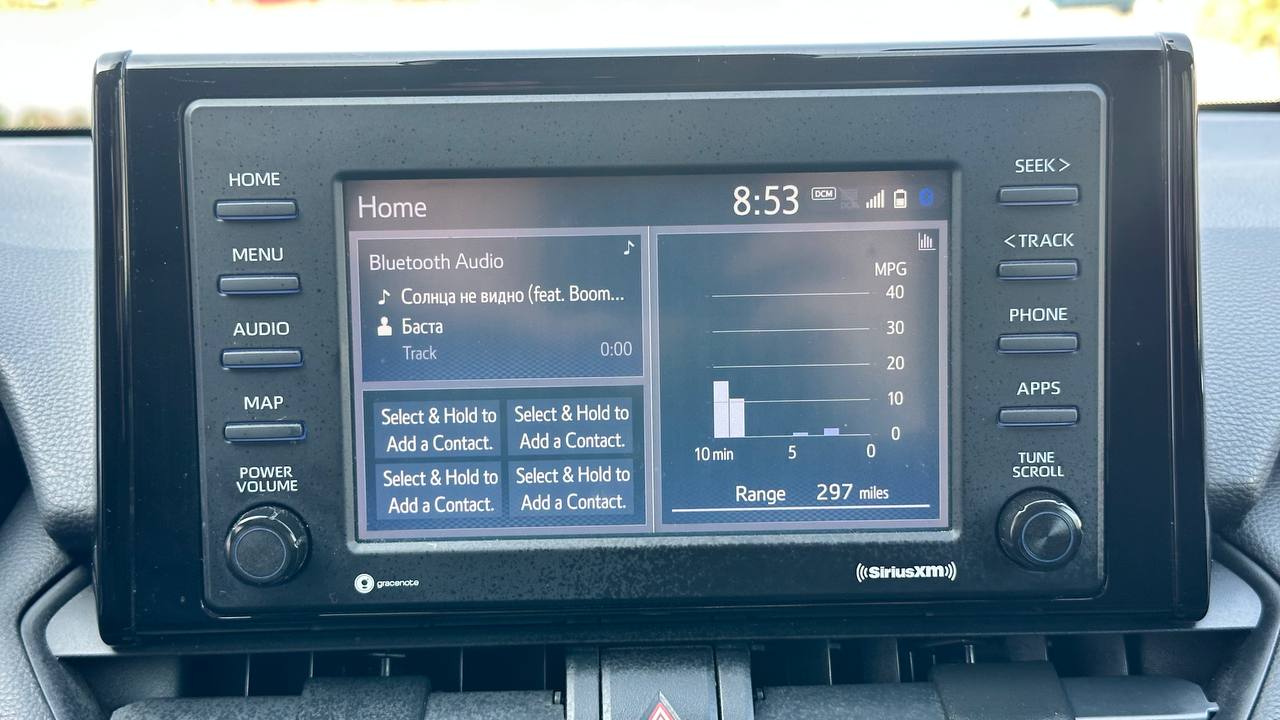 HOME
MENU
AUDIO
MAP
POWER
VOLUME
Home
8:53
DCM
Bluetooth Audio
Солнца не видно (feat. Boom...
Баста
Track 0:00
Select & Hold to
Add a Contact.
Select & Hold to
Add a Contact.
Select & Hold to
Add a Contact.
Select & Hold to
Add a Contact.
MPG
40
30
20
10
0
10 min 5 0
Range 297 miles
SEEK >
< TRACK
PHONE
APPS
TUNE
SCROLL
gracenote
((SiriusXM))